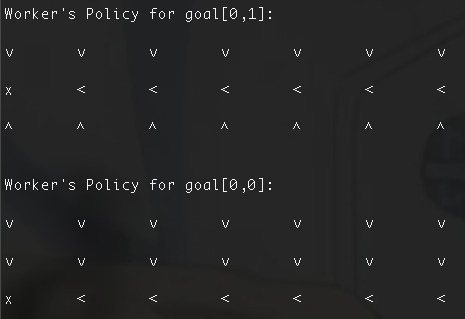 Worker's Policy for goal[0,1]:
v v v v v v v
x < < < < < <
^ ^ ^ ^ ^ ^ ^
Worker's Policy for goal[0,0]:
v v v v v v v
v v v v v v v
x < < < < < <